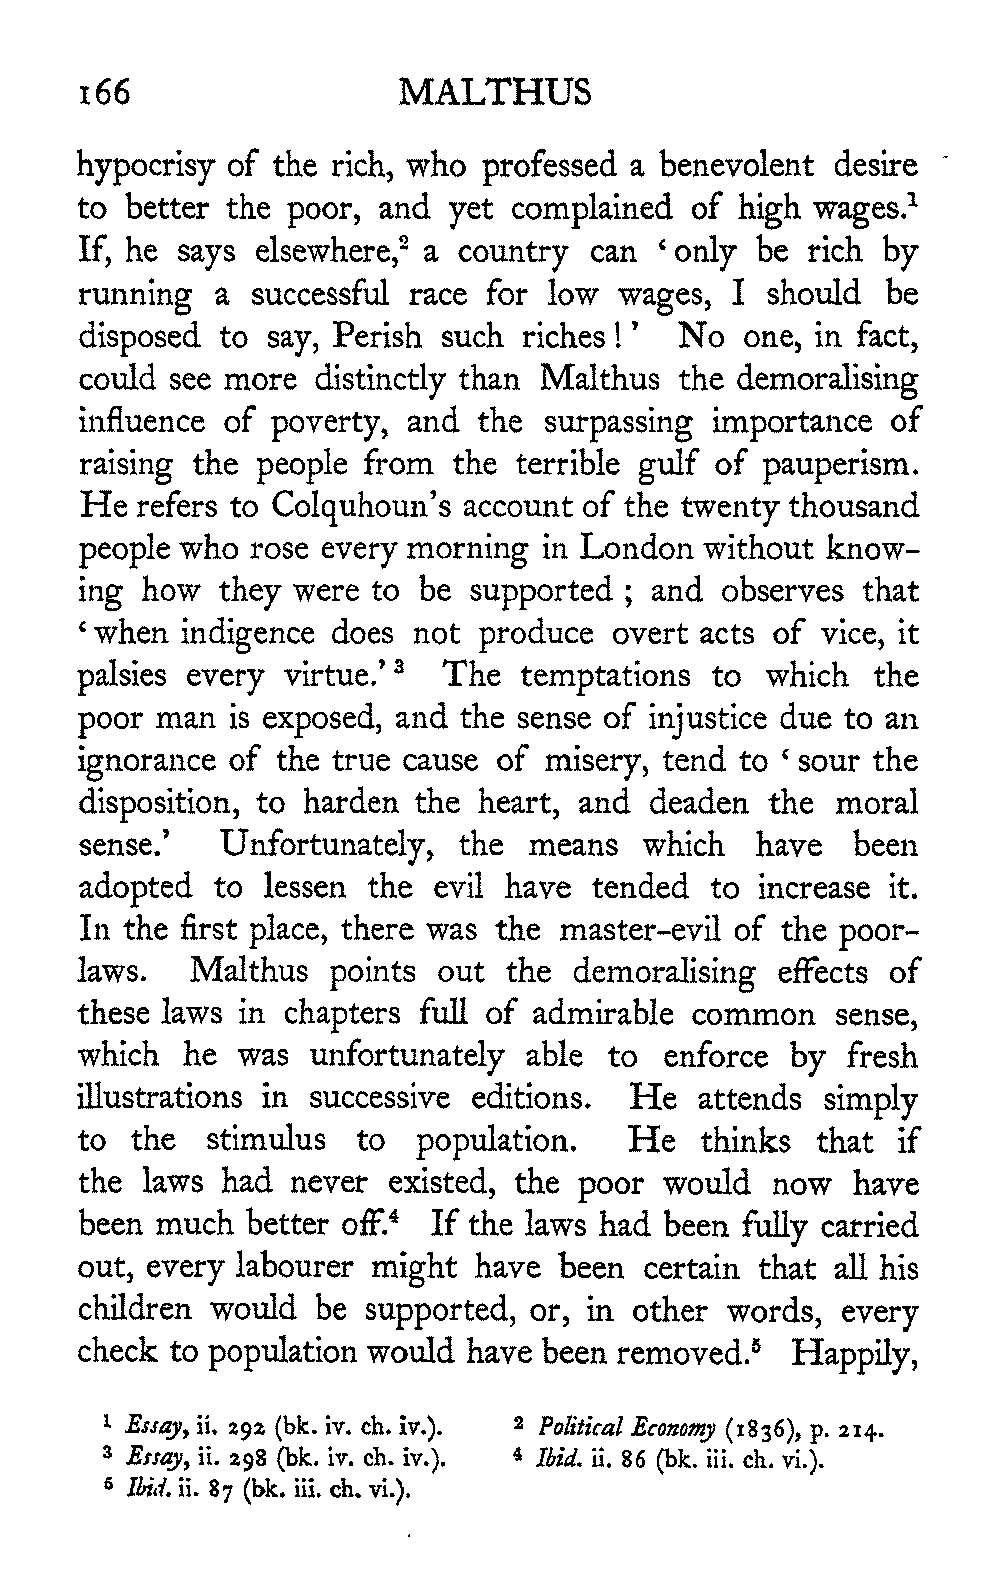 166 MALTHUS
hypocrisy of the rich, who professed a benevolent desire
to better the poor, and yet complained of high wages.¹
If, he says elsewhere,² a country can ‘ only be rich by
running a successful race for low wages, I should be
disposed to say, Perish such riches ! ’ No one, in fact,
could see more distinctly than Malthus the demoralising
influence of poverty, and the surpassing importance of
raising the people from the terrible gulf of pauperism.
He refers to Colquhoun’s account of the twenty thousand
people who rose every morning in London without know-
ing how they were to be supported ; and observes that
‘ when indigence does not produce overt acts of vice, it
palsies every virtue.’ ³ The temptations to which the
poor man is exposed, and the sense of injustice due to an
ignorance of the true cause of misery, tend to ‘ sour the
disposition, to harden the heart, and deaden the moral
sense.’ Unfortunately, the means which have been
adopted to lessen the evil have tended to increase it.
In the first place, there was the master-evil of the poor-
laws. Malthus points out the demoralising effects of
these laws in chapters full of admirable common sense,
which he was unfortunately able to enforce by fresh
illustrations in successive editions. He attends simply
to the stimulus to population. He thinks that if
the laws had never existed, the poor would now have
been much better off.⁴ If the laws had been fully carried
out, every labourer might have been certain that all his
children would be supported, or, in other words, every
check to population would have been removed.⁵ Happily,
¹ Essay, ii. 292 (bk. iv. ch. iv.). ² Political Economy (1836), p. 214.
³ Essay, ii. 298 (bk. iv. ch. iv.). ⁴ Ibid. ii. 86 (bk. iii. ch. vi.).
⁵ Ibid. ii. 87 (bk. iii. ch. vi.).